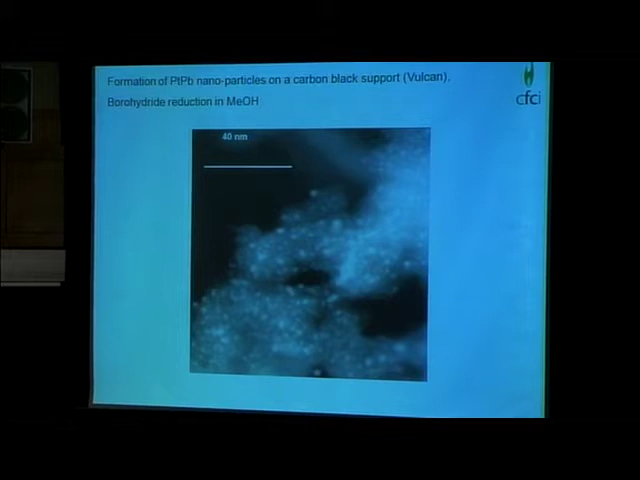 Formation of PtPb nano-particles on a carbon black support (Vulcan).
Borohydride reduction in MeOH
cfci
40 nm